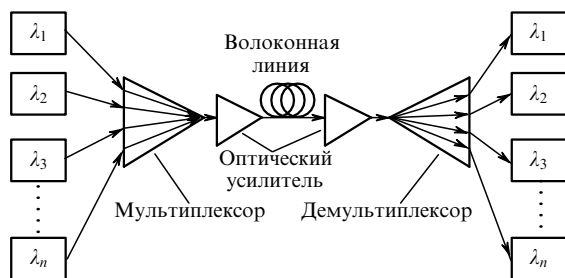 λ1
λ2
λ3
λn
Волоконная
линия
Оптический
усилитель
Мультиплексор
Демультиплексор
λ1
λ2
λ3
λn